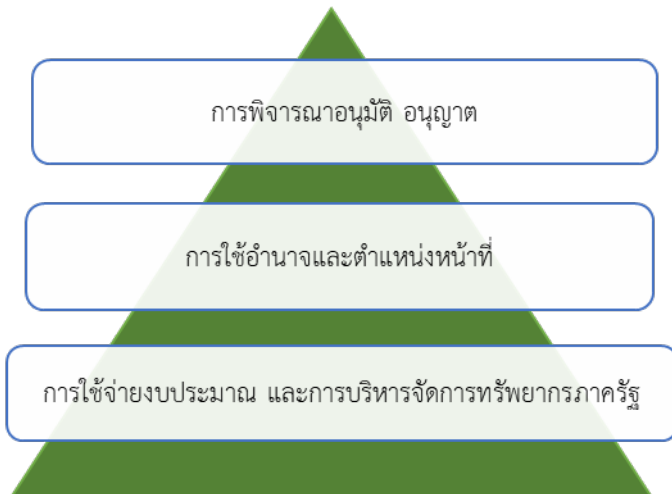 การพิจารณาอนุมัติ อนุญาต
การใช้อำนาจและตำแหน่งหน้าที่
การใช้จ่ายงบประมาณ และการบริหารจัดการทรัพยากรภาครัฐ